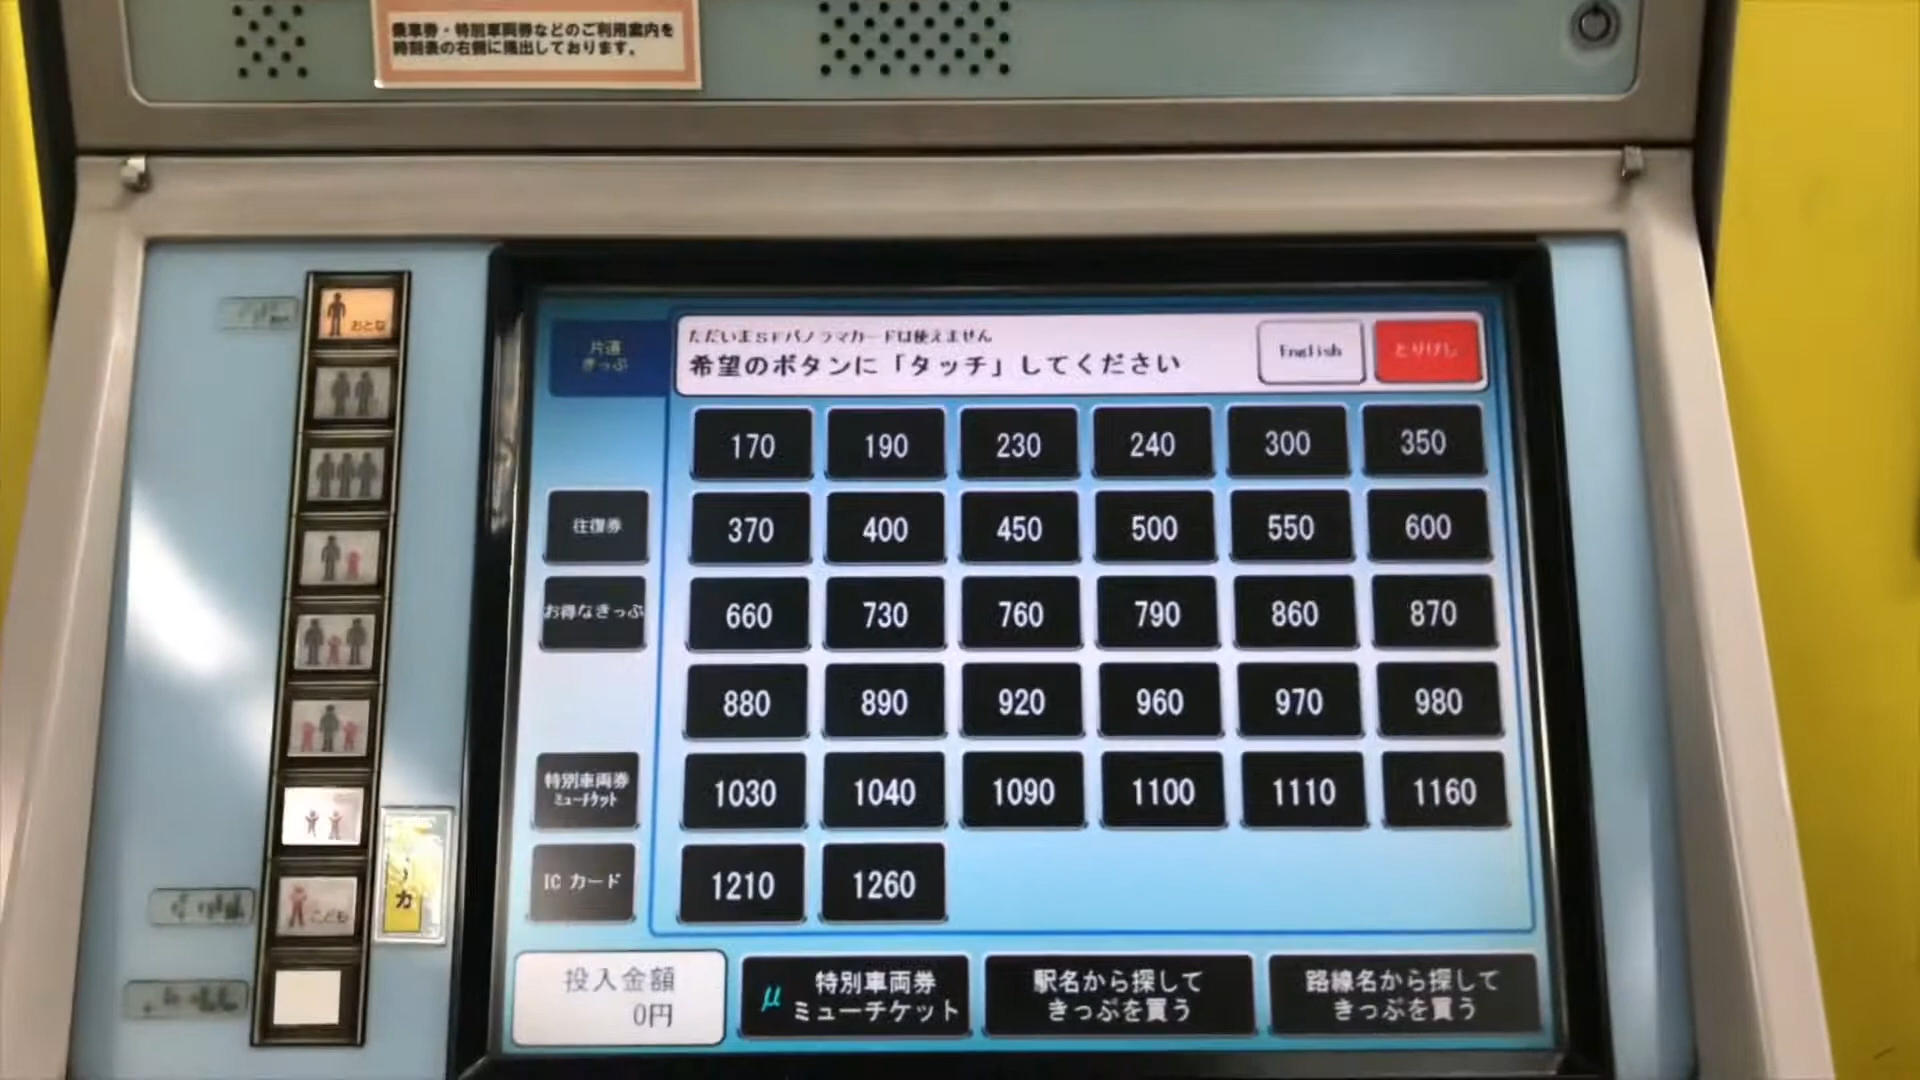 乗車券・特別車両券などのご利用案内を
時刻表の右側に掲出しております。
おとな
片道
きっぷ
ただいまSFパノラマカードは使えません
希望のボタンに「タッチ」してください
English
とりけし
170 190 230 240 300 350
往復券
370 400 450 500 550 600
お得なきっぷ
660 730 760 790 860 870
880 890 920 960 970 980
特別車両券
ミューチケット
1030 1040 1090 1100 1110 1160
ICカード
1210 1260
こども
カ
投入金額
0円
μ 特別車両券
ミューチケット
駅名から探して
きっぷを買う
路線名から探して
きっぷを買う